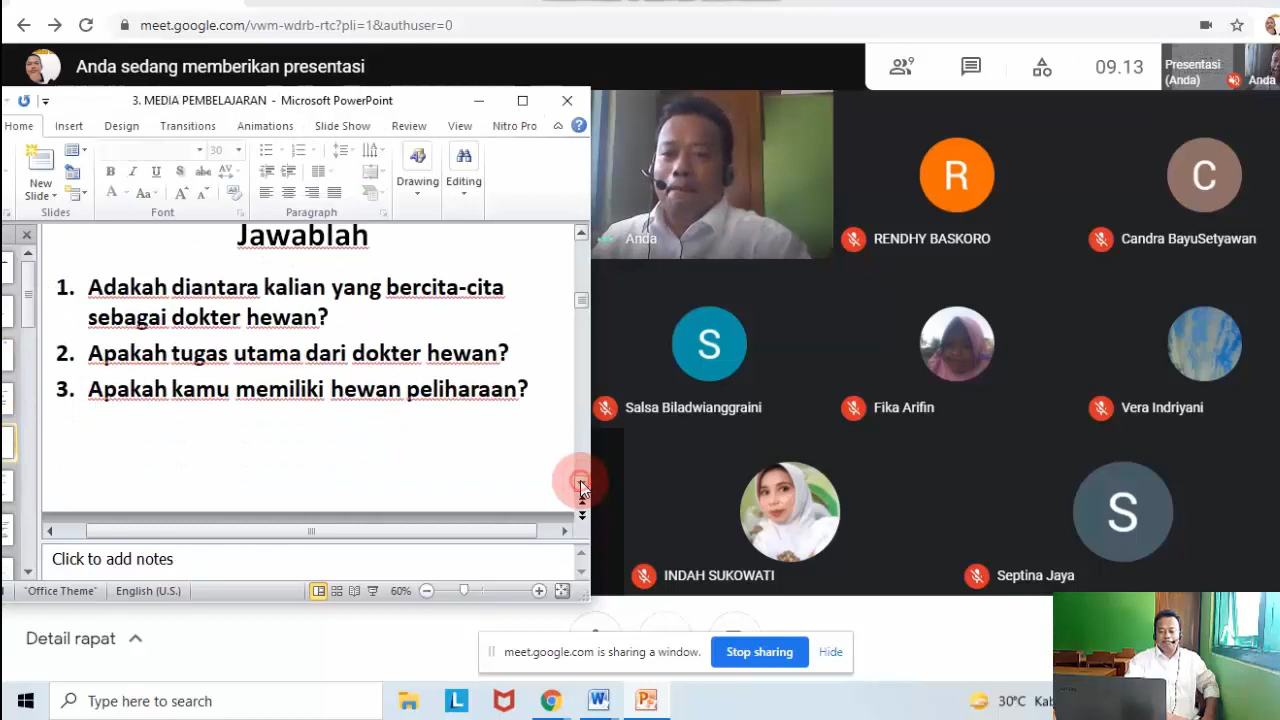 meet.google.com/vwm-wdrb-rtc?pli=1&authuser=0
Anda sedang memberikan presentasi
9
09.13
Presentasi
(Anda)
Anda
3. MEDIA PEMBELAJARAN - Microsoft PowerPoint
Home Insert Design Transitions Animations Slide Show Review View Nitro Pro
New
Slide
Slides
30
B I U S abc AV
A Aa A A
Font
Paragraph
Drawing
Editing
Jawablah
1. Adakah diantara kalian yang bercita-cita
sebagai dokter hewan?
2. Apakah tugas utama dari dokter hewan?
3. Apakah kamu memiliki hewan peliharaan?
Click to add notes
"Office Theme" English (U.S.) 60%
Anda
R
RENDHY BASKORO
C
Candra BayuSetyawan
S
Salsa Biladwianggraini
Fika Arifin
Vera Indriyani
INDAH SUKOWATI
S
Septina Jaya
Detail rapat
meet.google.com is sharing a window. Stop sharing Hide
Type here to search
30°C